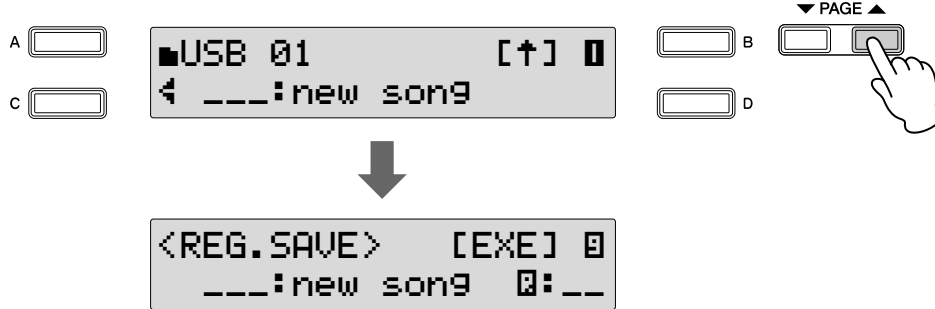 ▼ PAGE ▲
A
USB 01 [↑]
B
C
___:new song
D
<REG.SAVE> [EXE]
___:new song :__